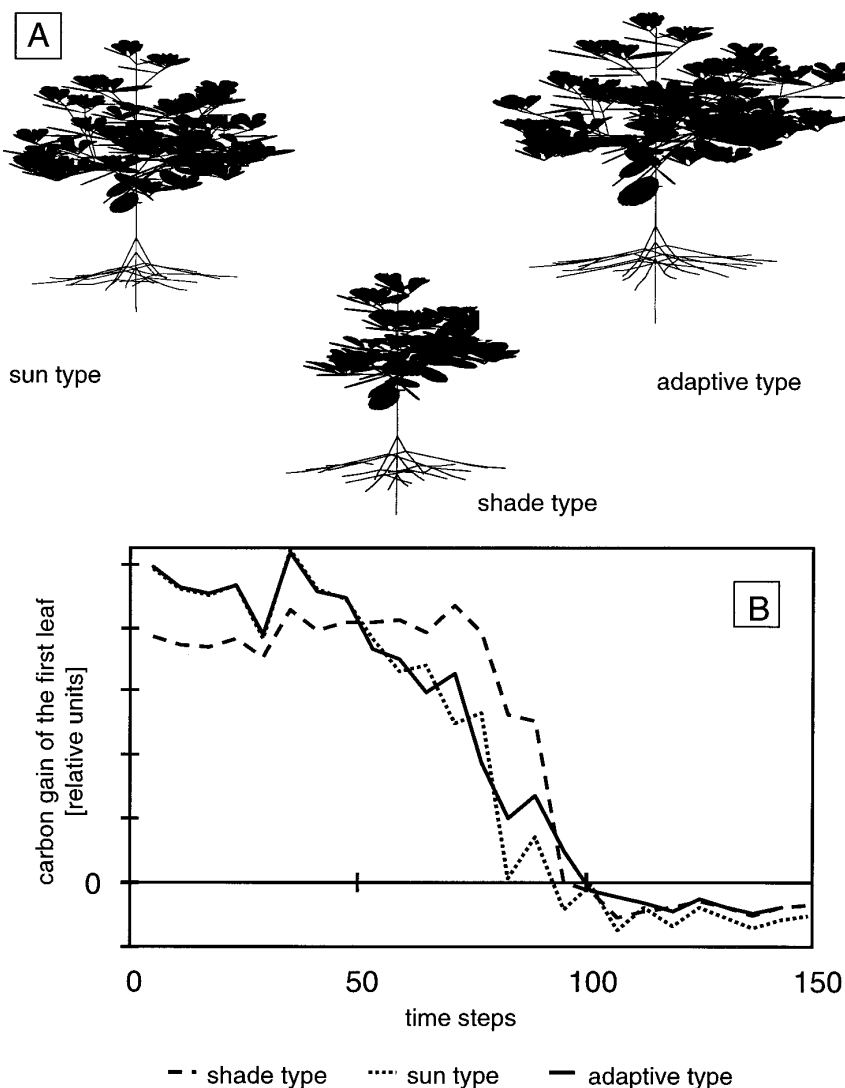 A
sun type
adaptive type
shade type
B
carbon gain of the first leaf
[relative units]
0
0
50
100
150
time steps
shade type
sun type
adaptive type